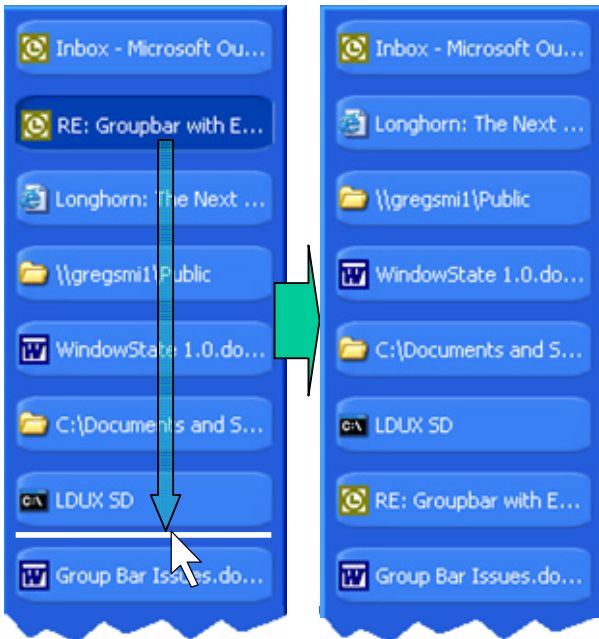 Inbox - Microsoft Ou...
RE: Groupbar with E...
Longhorn: The Next ...
\\gregsmi1\Public
WindowState 1.0.do...
C:\Documents and S...
C:\ LDUX SD
Group Bar Issues.do...
Inbox - Microsoft Ou...
Longhorn: The Next ...
\\gregsmi1\Public
WindowState 1.0.do...
C:\Documents and S...
C:\ LDUX SD
RE: Groupbar with E...
Group Bar Issues.do...